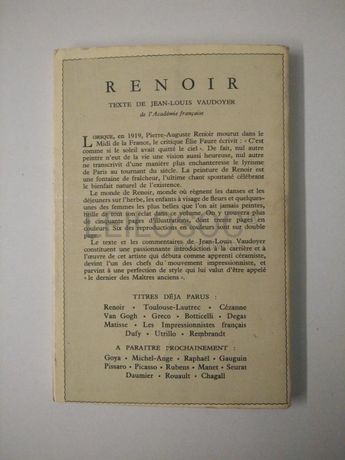 RENOIR
TEXTE DE JEAN-LOUIS VAUDOYER
de l'Académie française
LORSQUE, en 1919, Pierre-Auguste Renoir mourut dans le
Midi de la France, le critique Élie Faure écrivit : « C'est
comme si le soleil avait quitté le ciel ». De fait, nul autre
peintre n'eut de la vie une vision aussi heureuse, nul autre
ne transcrivit d'une manière plus enchanteresse le lyrisme
de Paris au tournant du siècle. La peinture de Renoir est
une fontaine de fraîcheur, l'ultime chant spontané célébrant
le bienfait naturel de l'existence.
Le monde de Renoir, monde où règnent les danses et les
déjeuners sur l'herbe, les enfants à visage de fleurs et quelques-
unes des femmes les plus belles que l'on ait jamais peintes,
brille de tout son éclat dans ce volume. On y trouvera plus
de cinquante pages d'illustrations, dont trente pages en
couleurs. Six des reproductions en couleurs sont sur double
page.
Le texte et les commentaires de Jean-Louis Vaudoyer
constituent une passionnante introduction à la carrière et à
l'œuvre de cet artiste qui débuta comme apprenti céramiste,
devint l'un des chefs du mouvement impressionniste, et
parvint à une perfection de style qui lui valut d'être appelé
« le dernier des Maîtres anciens ».
TITRES DÉJA PARUS :
Renoir • Toulouse-Lautrec • Cézanne
Van Gogh • Greco • Botticelli • Degas
Matisse • Les Impressionnistes français
Dufy • Utrillo • Rembrandt
A PARAITRE PROCHAINEMENT :
Goya • Michel-Ange • Raphaël • Gauguin
Pissaro • Picasso • Rubens • Manet • Seurat
Daumier • Rouault • Chagall